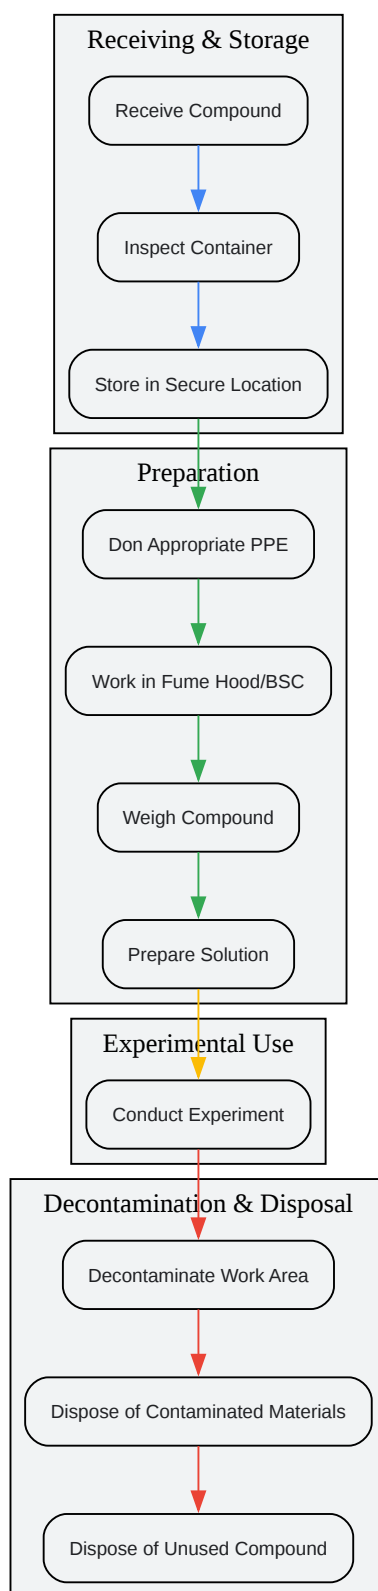 Receiving & Storage
Receive Compound
Inspect Container
Store in Secure Location
Preparation
Don Appropriate PPE
Work in Fume Hood/BSC
Weigh Compound
Prepare Solution
Experimental Use
Conduct Experiment
Decontamination & Disposal
Decontaminate Work Area
Dispose of Contaminated Materials
Dispose of Unused Compound